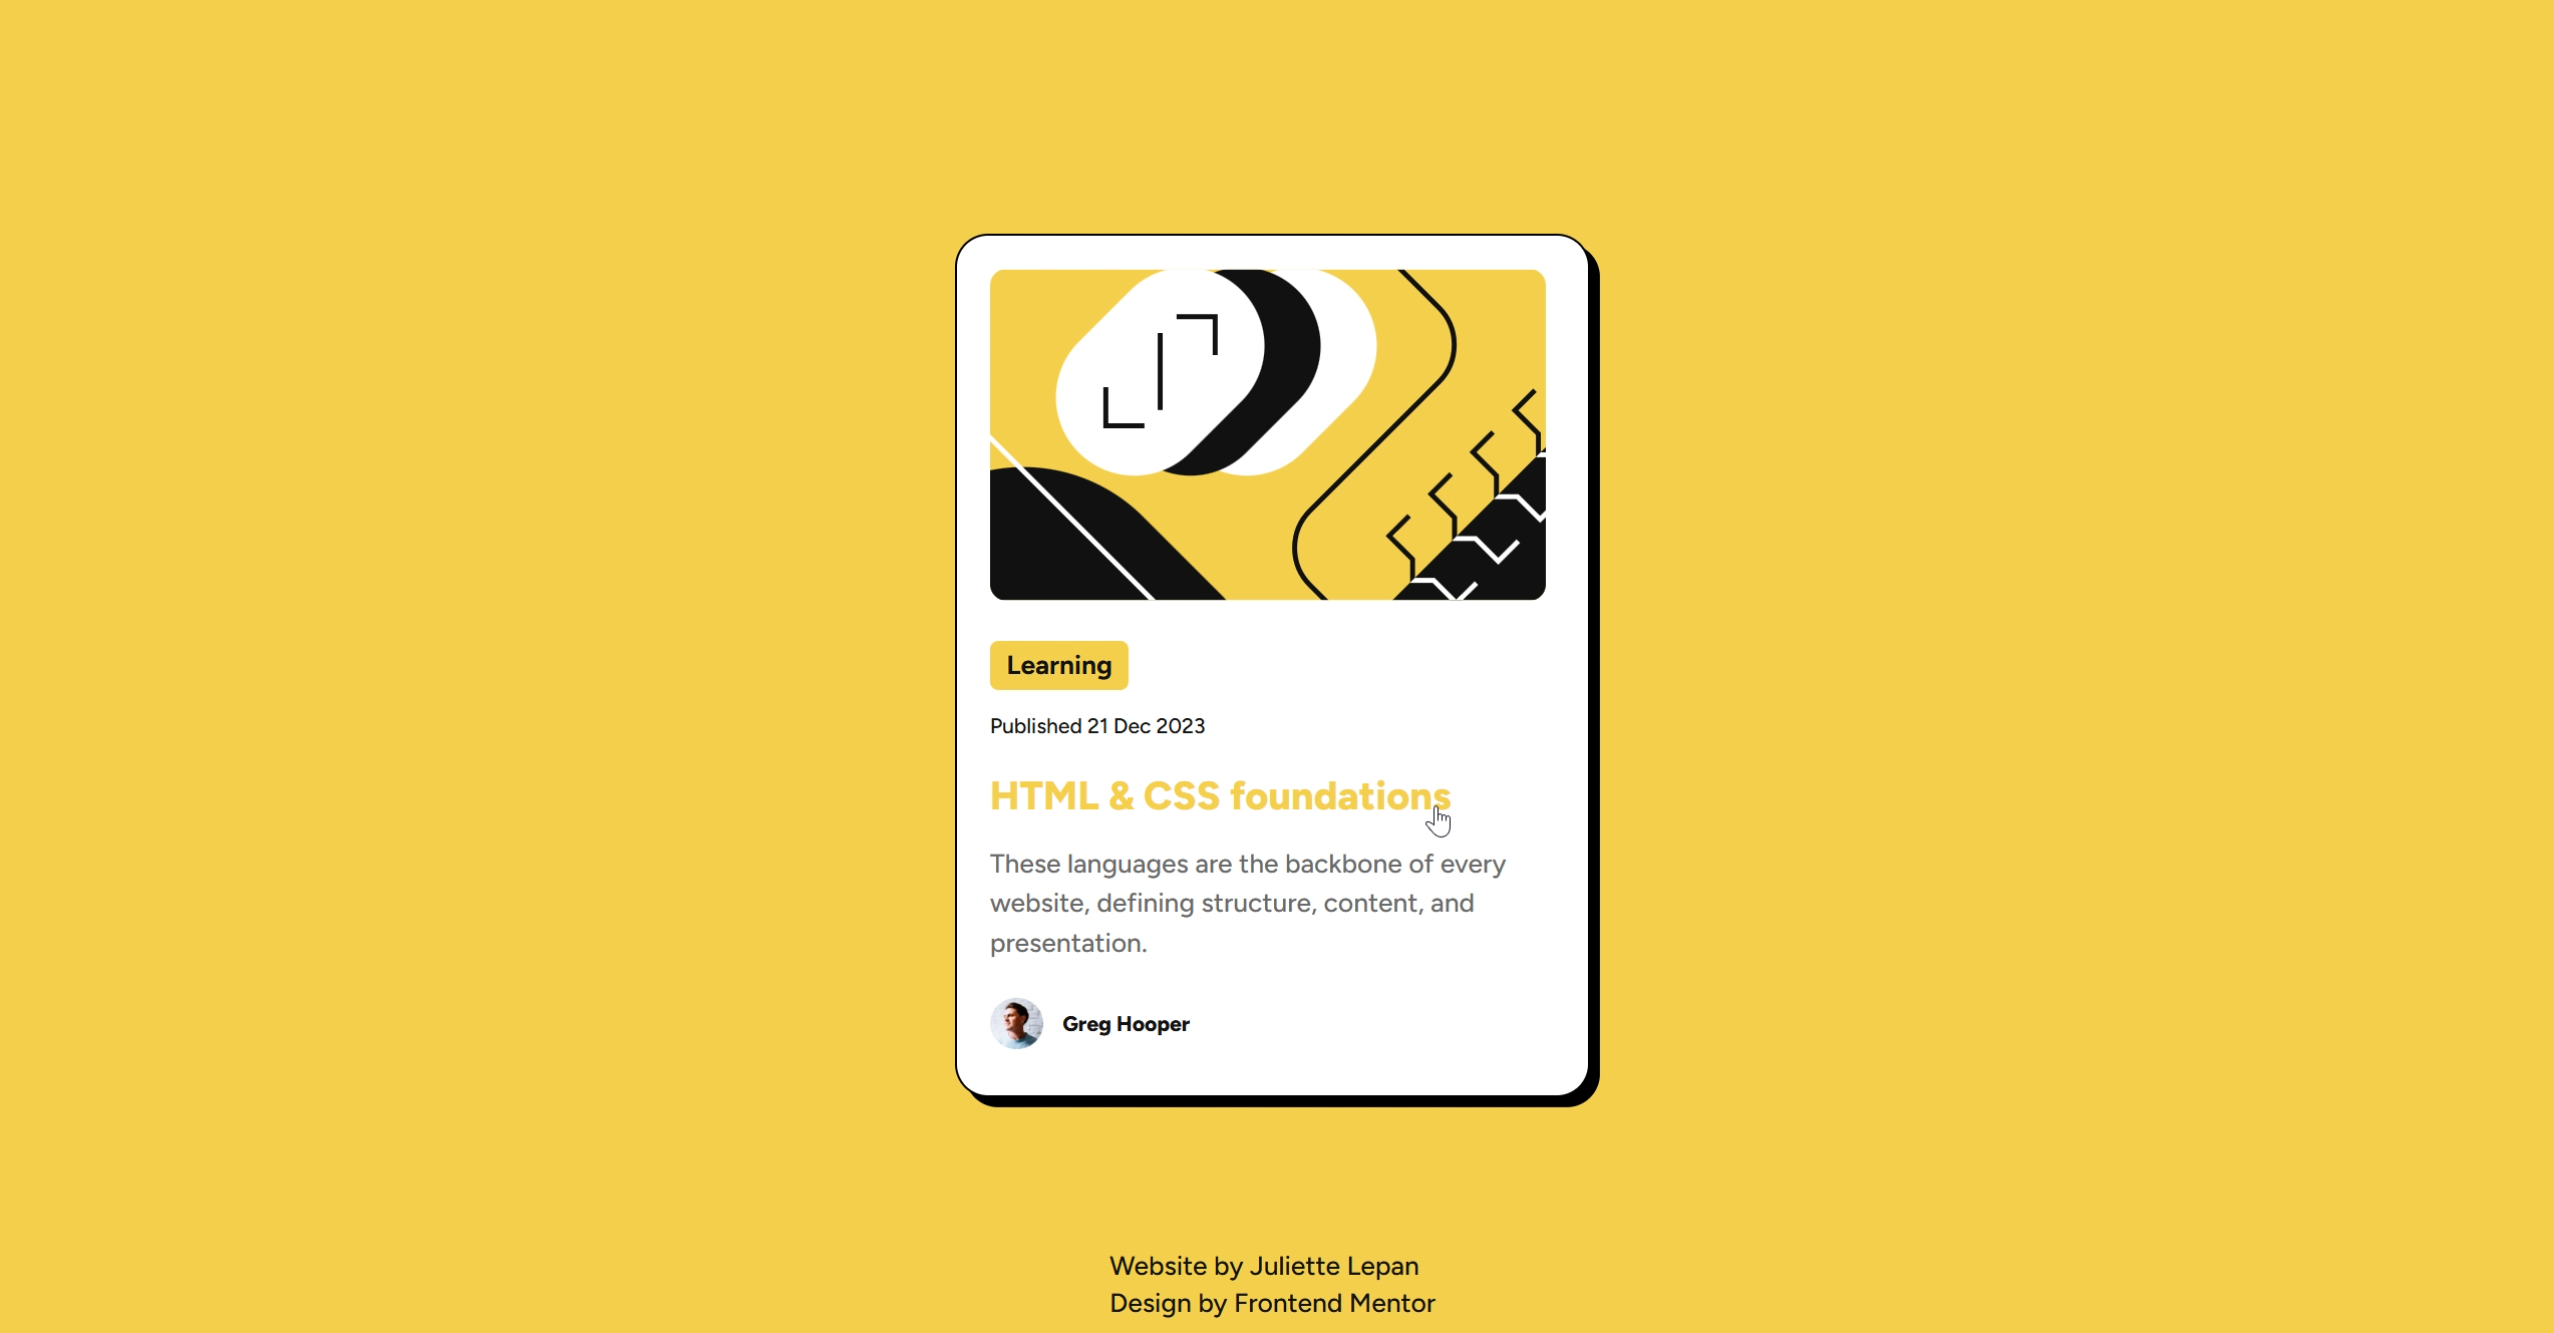 Learning
Published 21 Dec 2023
HTML & CSS foundations
These languages are the backbone of every
website, defining structure, content, and
presentation.
Greg Hooper
Website by Juliette Lepan
Design by Frontend Mentor